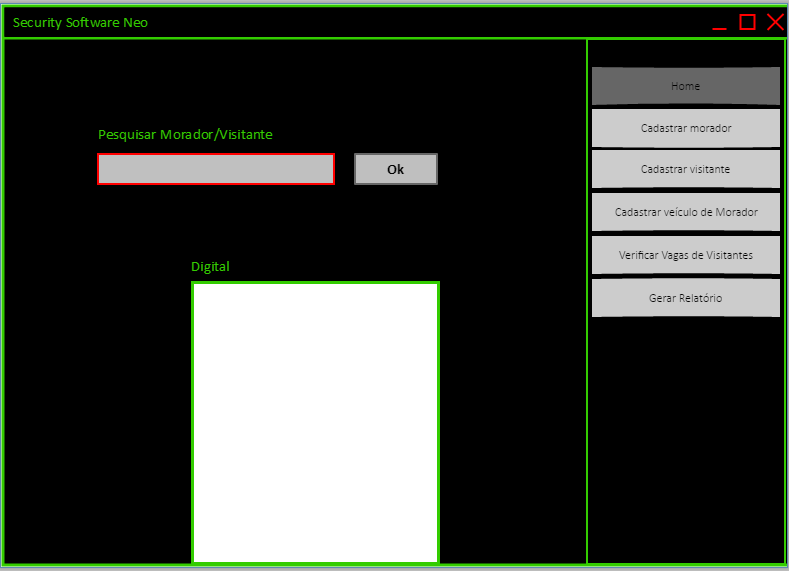 Security Software Neo
Pesquisar Morador/Visitante
Ok
Digital
Home
Cadastrar morador
Cadastrar visitante
Cadastrar veículo de Morador
Verificar Vagas de Visitantes
Gerar Relatório